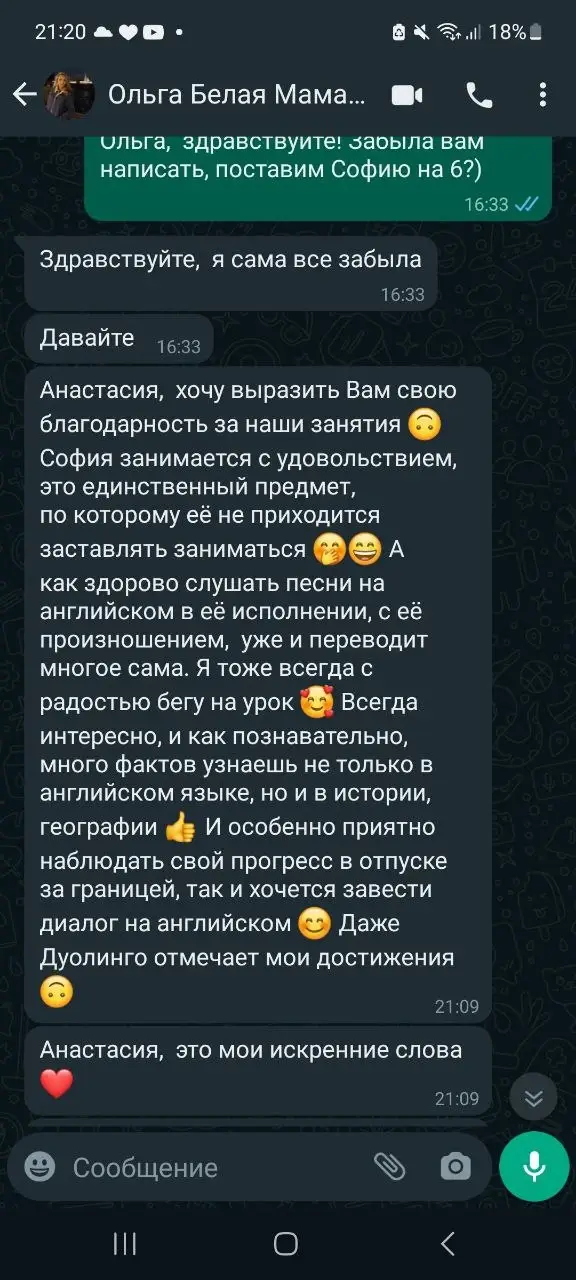 21:20
18%
Ольга Белая Мама...
Ольга, здравствуйте! Забыла вам
написать, поставим Софию на 6?)
16:33
Здравствуйте, я сама все забыла
16:33
Давайте
16:33
Анастасия, хочу выразить Вам свою
благодарность за наши занятия 🙃
София занимается с удовольствием,
это единственный предмет,
по которому её не приходится
заставлять заниматься 🤭😄 А
как здорово слушать песни на
английском в её исполнении, с её
произношением, уже и переводит
многое сама. Я тоже всегда с
радостью бегу на урок 🥰 Всегда
интересно, и как познавательно,
много фактов узнаешь не только в
английском языке, но и в истории,
географии 👍 И особенно приятно
наблюдать свой прогресс в отпуске
за границей, так и хочется завести
диалог на английском 😊 Даже
Дуолинго отмечает мои достижения
🙃
21:09
Анастасия, это мои искренние слова
❤️
21:09
Сообщение